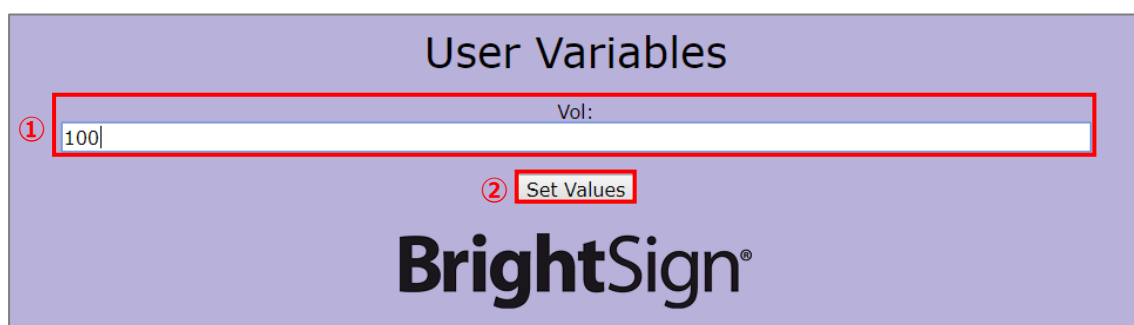 User Variables
Vol:
① 100
② Set Values
BrightSign®